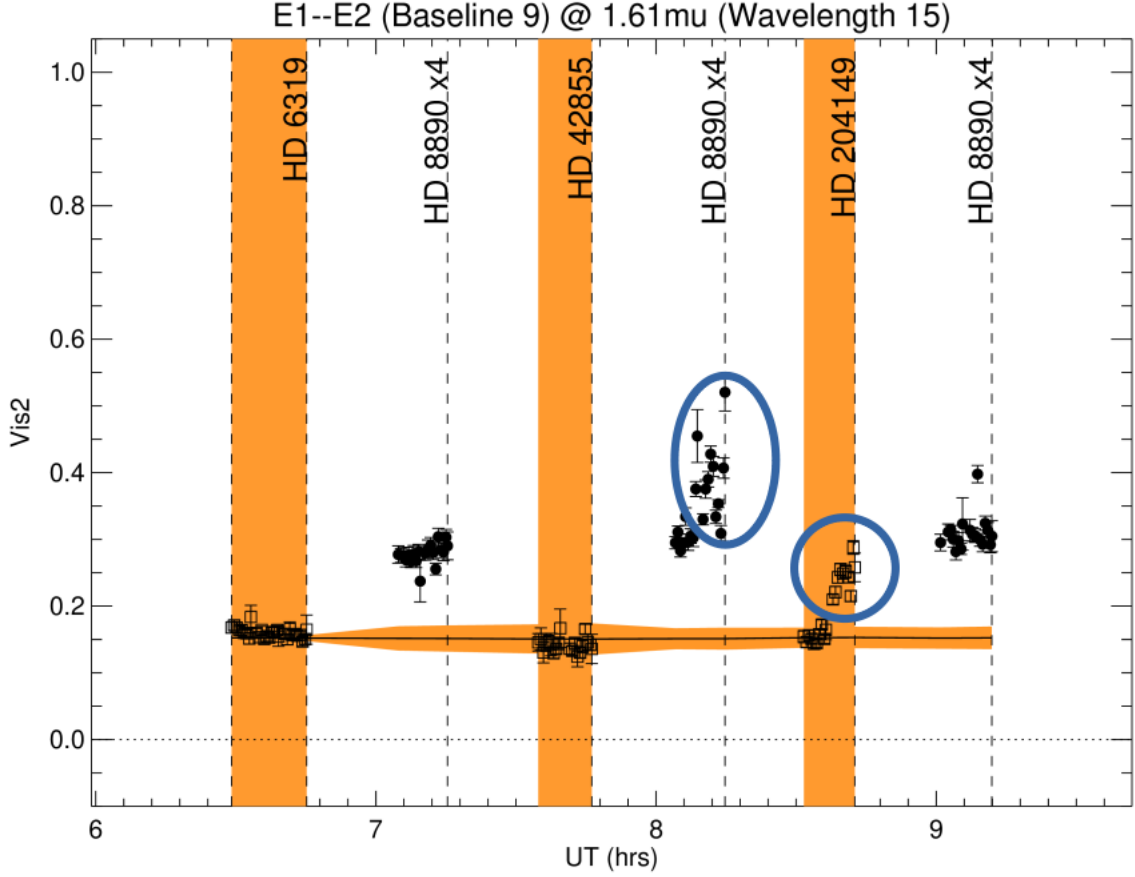 E1--E2 (Baseline 9) @ 1.61mu (Wavelength 15)
HD 6319
HD 8890 x4
HD 42855
HD 8890 x4
HD 204149
HD 8890 x4
1.0
0.8
0.6
0.4
0.2
0.0
Vis2
6
7
8
9
UT (hrs)